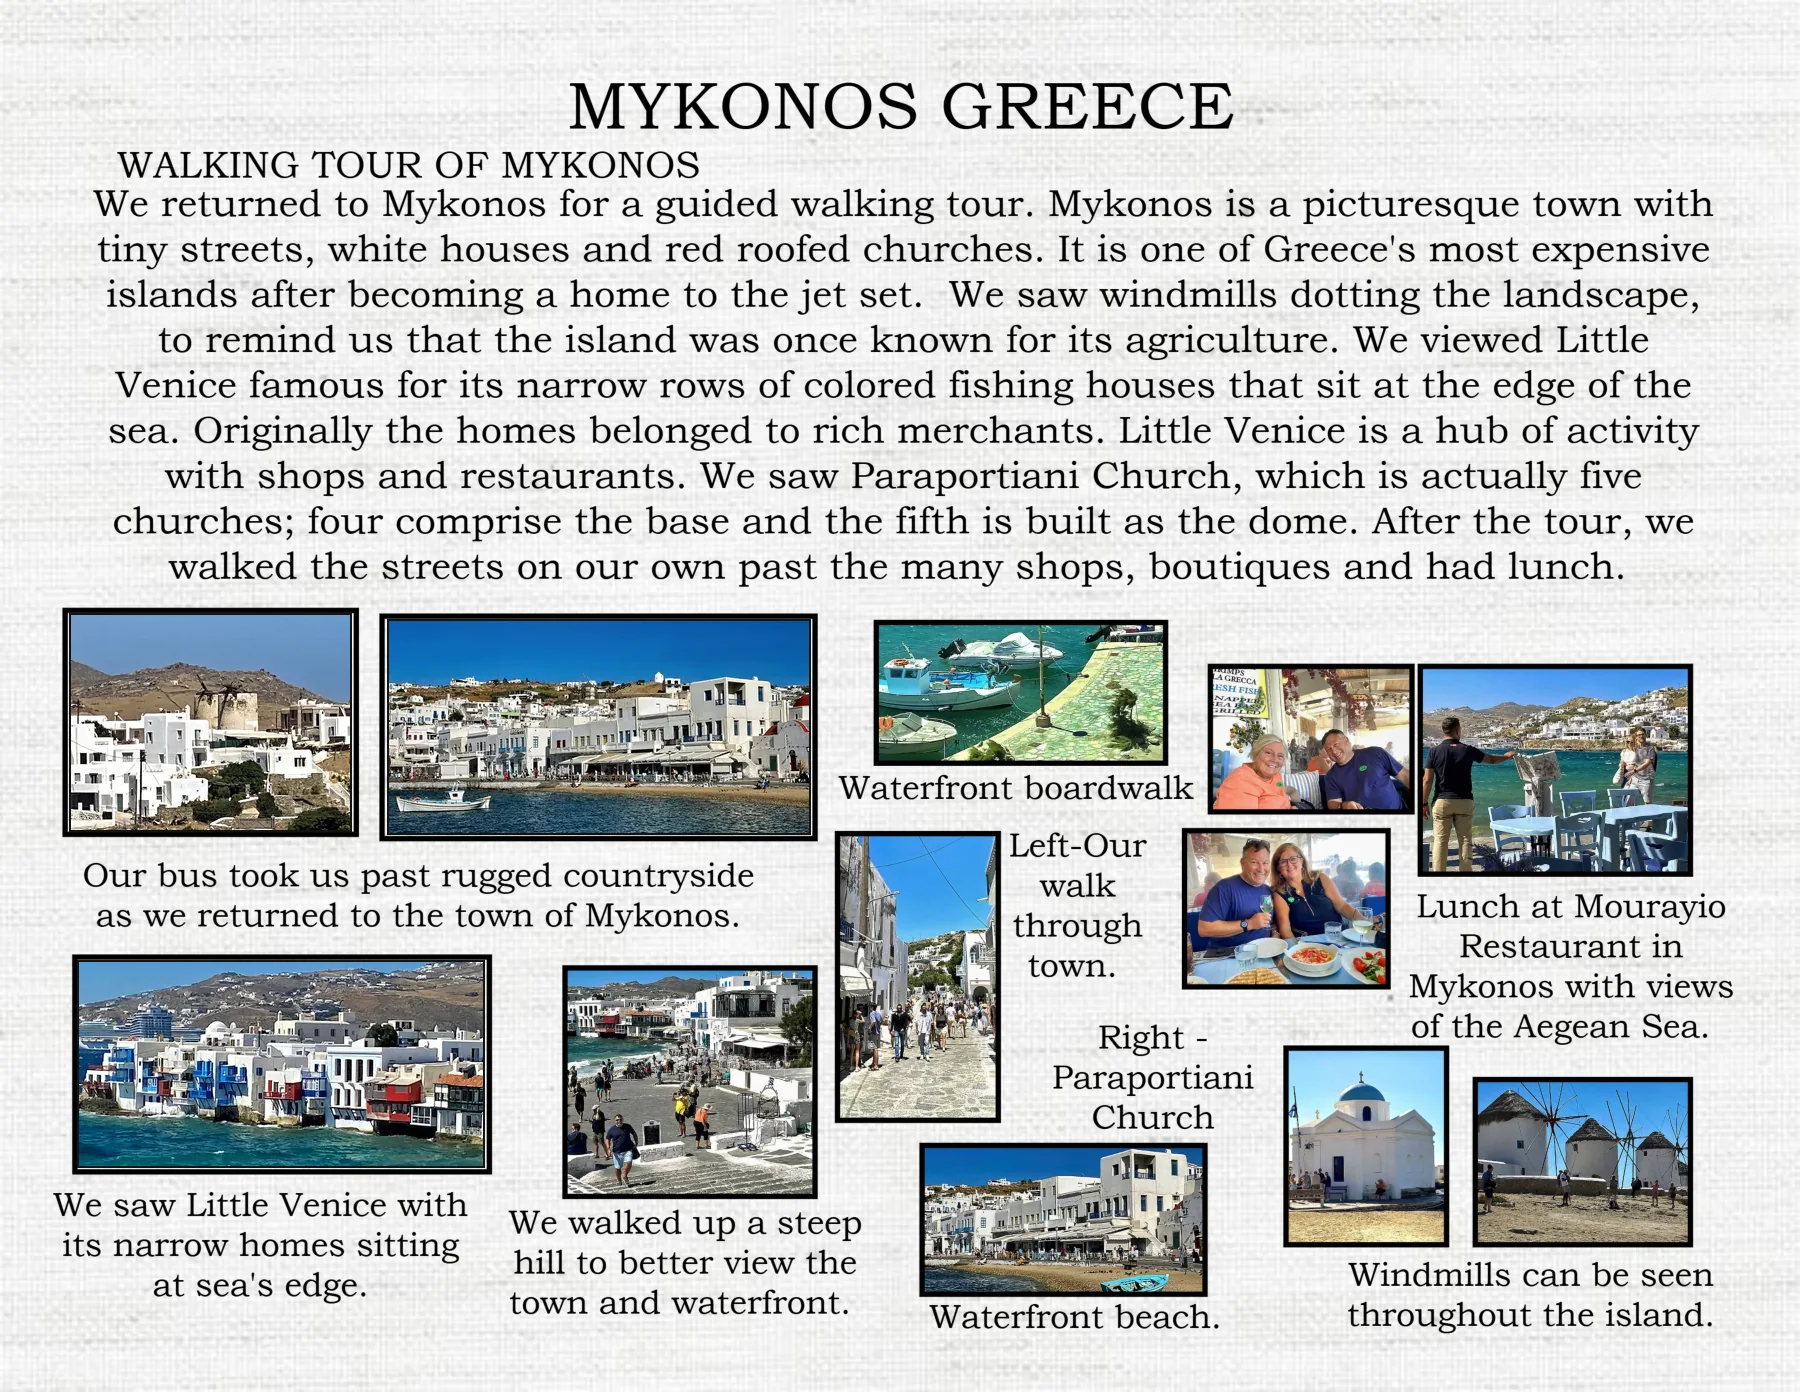 MYKONOS GREECE
WALKING TOUR OF MYKONOS
We returned to Mykonos for a guided walking tour. Mykonos is a picturesque town with
tiny streets, white houses and red roofed churches. It is one of Greece's most expensive
islands after becoming a home to the jet set.  We saw windmills dotting the landscape,
to remind us that the island was once known for its agriculture. We viewed Little
Venice famous for its narrow rows of colored fishing houses that sit at the edge of the
sea. Originally the homes belonged to rich merchants. Little Venice is a hub of activity
with shops and restaurants. We saw Paraportiani Church, which is actually five
churches; four comprise the base and the fifth is built as the dome. After the tour, we
walked the streets on our own past the many shops, boutiques and had lunch.
LA GRECCA
Waterfront boardwalk
Our bus took us past rugged countryside
as we returned to the town of Mykonos.
Left-Our
walk
through
town.
Lunch at Mourayio
Restaurant in
Mykonos with views
of the Aegean Sea.
Right -
Paraportiani
Church
We saw Little Venice with
its narrow homes sitting
at sea's edge.
We walked up a steep
hill to better view the
town and waterfront.
Waterfront beach.
Windmills can be seen
throughout the island.